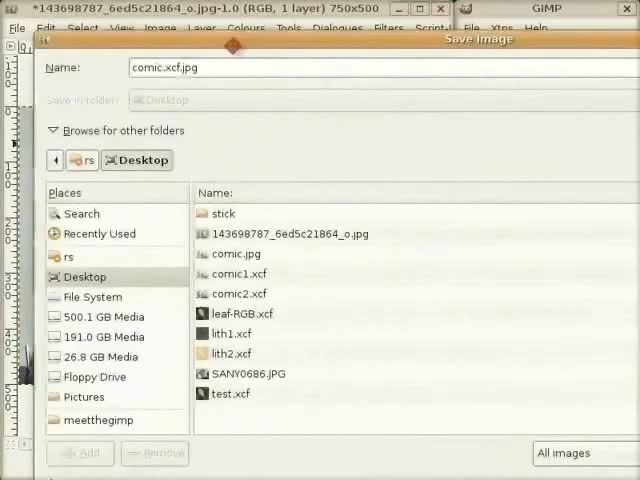 *143698787_6ed5c21864_o.jpg-1.0 (RGB, 1 layer) 750x500
GIMP
File Edit View Image Layer Colours Tools Dialogues Filters Script-
File Xtns Help
Save Image
Name: comic.xcf.jpg
Save in folder: Desktop
Browse for other folders
rs Desktop
Places
Name:
Search
stick
Recently Used
143698787_6ed5c21864_o.jpg
rs
comic.jpg
Desktop
comic1.xcf
File System
comic2.xcf
500.1 GB Media
leaf-RGB.xcf
191.0 GB Media
lith1.xcf
26.8 GB Media
lith2.xcf
Floppy Drive
SANY0686.JPG
Pictures
test.xcf
meetthegimp
Add
Remove
All images